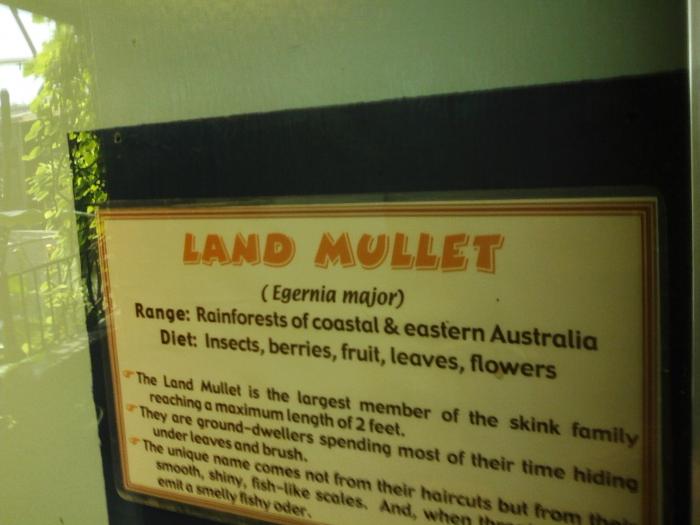 LAND MULLET
( Egernia major)
Range: Rainforests of coastal & eastern Australia
Diet: Insects, berries, fruit, leaves, flowers
The Land Mullet is the largest member of the skink family
reaching a maximum length of 2 feet.
They are ground-dwellers spending most of their time hiding
under leaves and brush.
The unique name comes not from their haircuts but from their
smooth, shiny, fish-like scales. And, when
emit a smelly fishy oder.